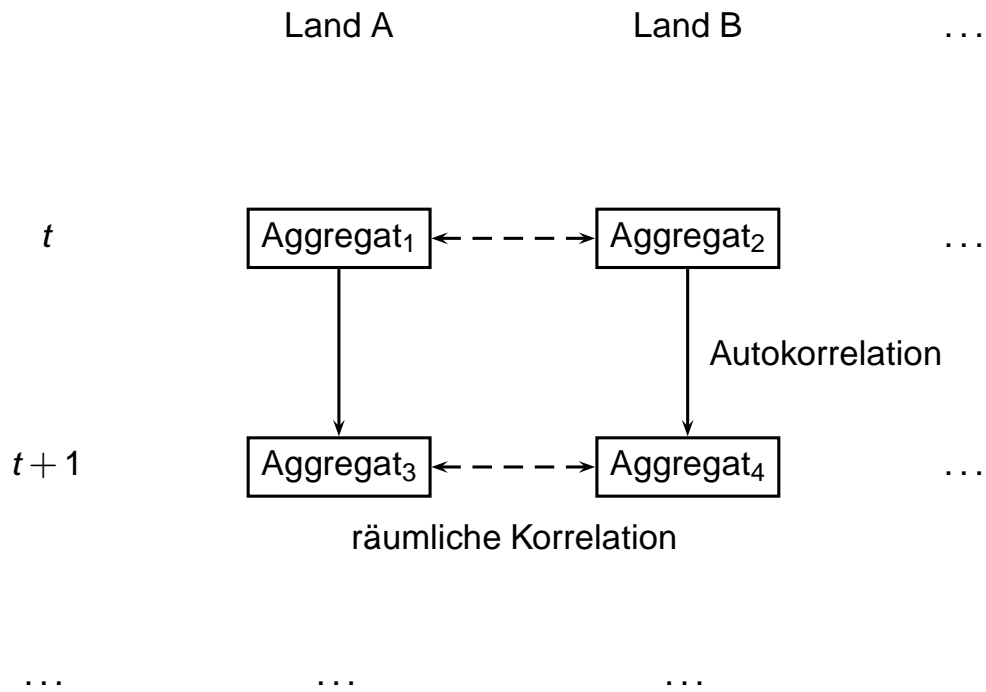 Land A Land B ...
t Aggregat₁ Aggregat₂ ...
Autokorrelation
t + 1 Aggregat₃ Aggregat₄ ...
räumliche Korrelation
... ... ...